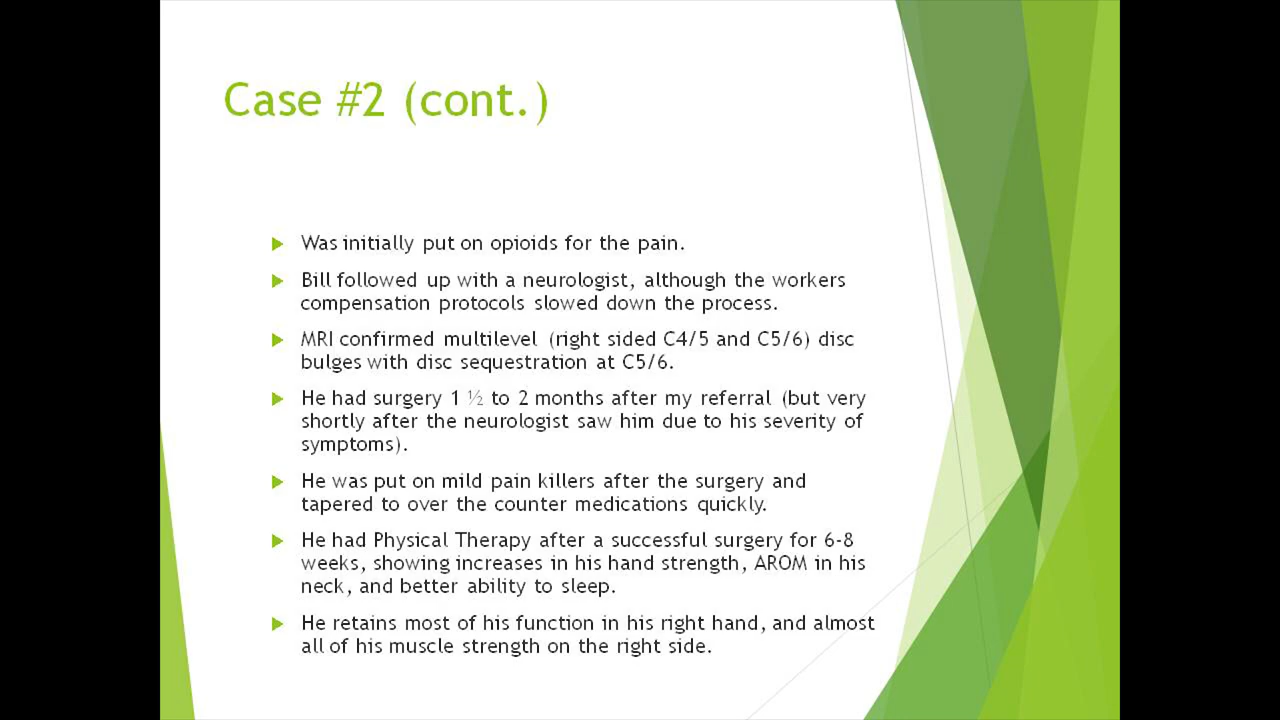 Case #2 (cont.)
Was initially put on opioids for the pain.
Bill followed up with a neurologist, although the workers
compensation protocols slowed down the process.
MRI confirmed multilevel (right sided C4/5 and C5/6) disc
bulges with disc sequestration at C5/6.
He had surgery 1 ½ to 2 months after my referral (but very
shortly after the neurologist saw him due to his severity of
symptoms).
He was put on mild pain killers after the surgery and
tapered to over the counter medications quickly.
He had Physical Therapy after a successful surgery for 6-8
weeks, showing increases in his hand strength, AROM in his
neck, and better ability to sleep.
He retains most of his function in his right hand, and almost
all of his muscle strength on the right side.